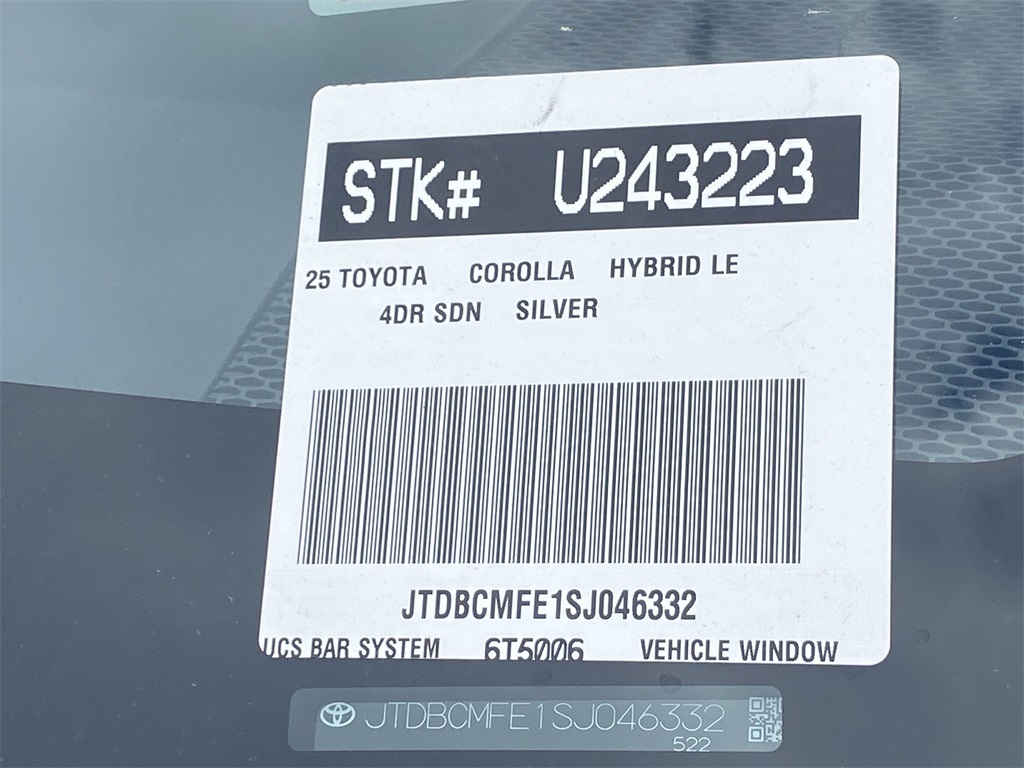 STK# U243223
25 TOYOTA COROLLA HYBRID LE
4DR SDN SILVER
JTDBCMFE1SJ046332
UCS BAR SYSTEM 6T5006 VEHICLE WINDOW
JTDBCMFE1SJ046332
522